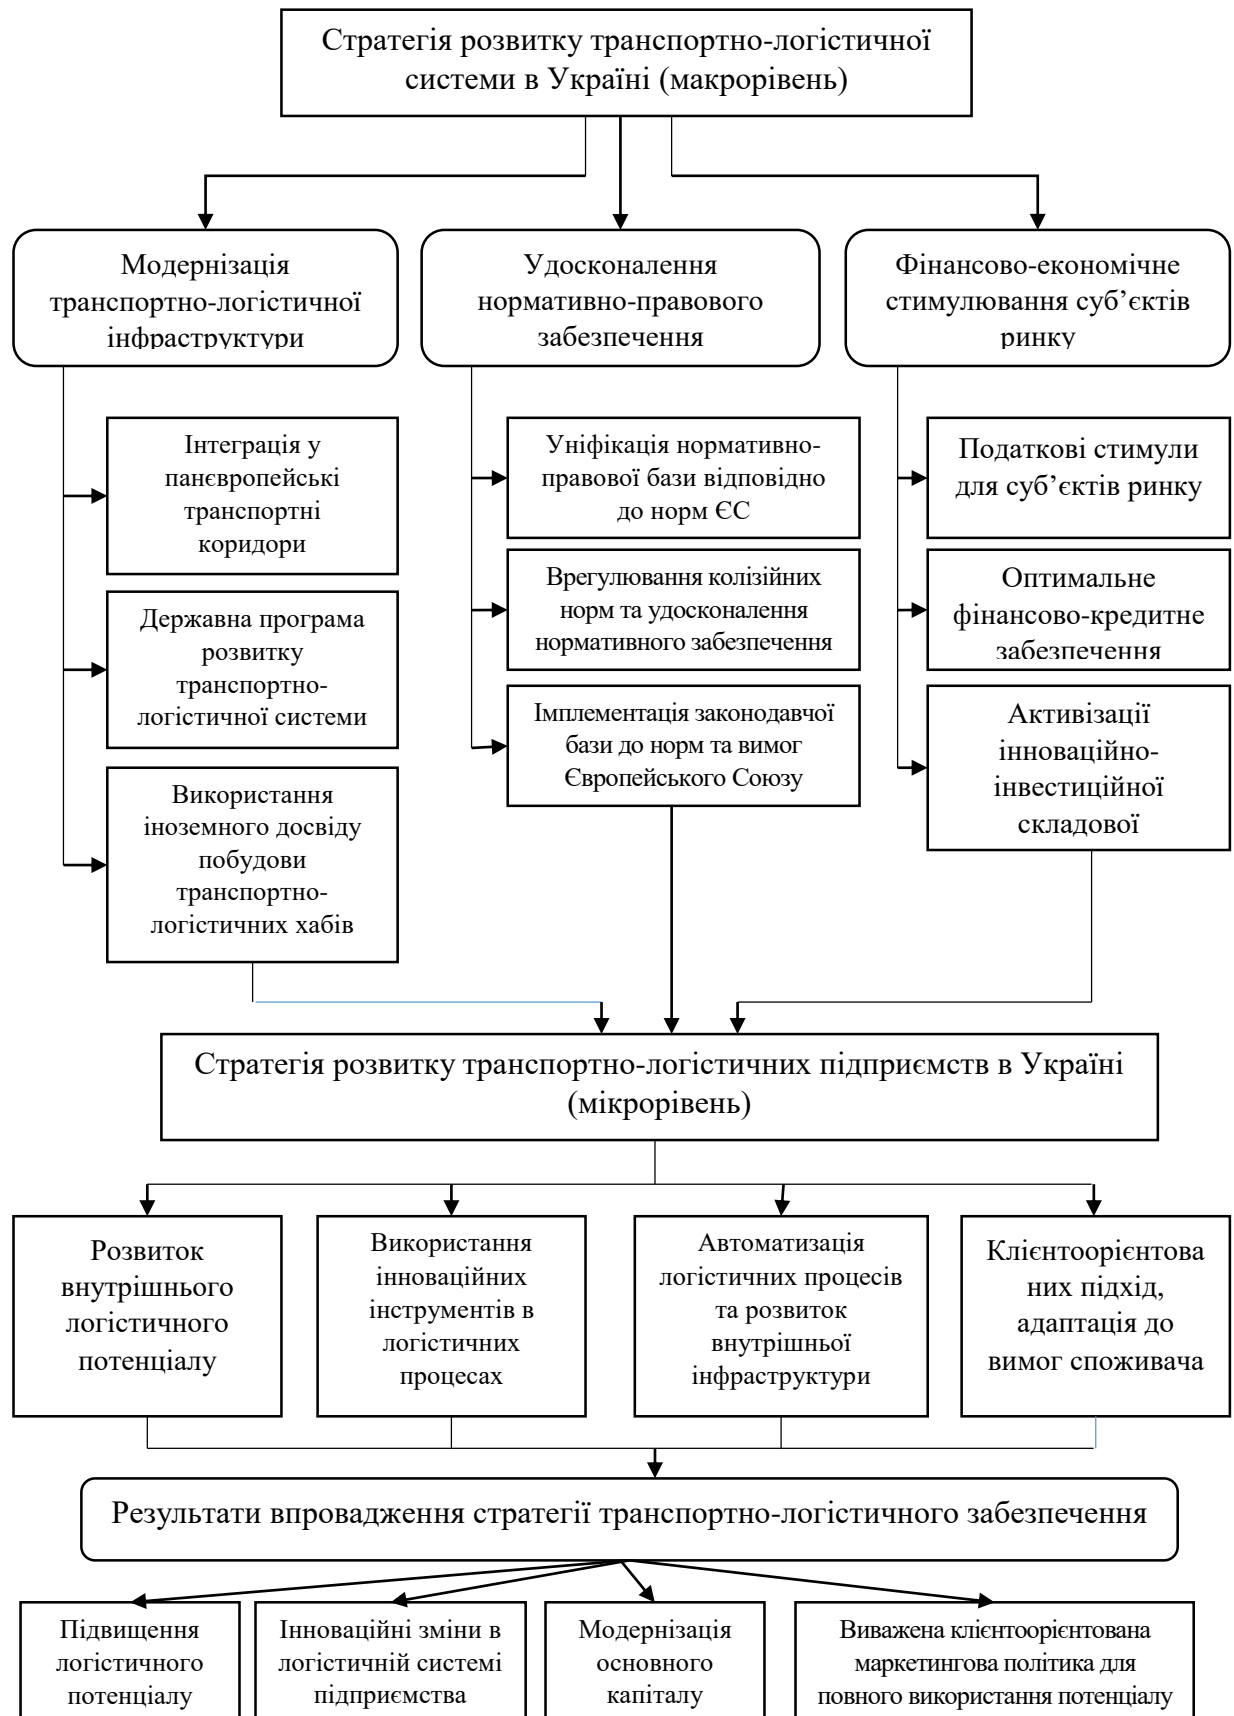 Стратегія розвитку транспортно-логістичної
системи в Україні (макрорівень)
Модернізація
транспортно-логістичної
інфраструктури
Удосконалення
нормативно-правового
забезпечення
Фінансово-економічне
стимулювання суб’єктів
ринку
Інтеграція у
панєвропейські
транспортні
коридори
Державна програма
розвитку
транспортно-
логістичної системи
Використання
іноземного досвіду
побудови
транспортно-
логістичних хабів
Уніфікація нормативно-
правової бази відповідно
до норм ЄС
Врегулювання колізійних
норм та удосконалення
нормативного забезпечення
Імплементація законодавчої
бази до норм та вимог
Європейського Союзу
Податкові стимули
для суб’єктів ринку
Оптимальне
фінансово-кредитне
забезпечення
Активізації
інноваційно-
інвестиційної
складової
Стратегія розвитку транспортно-логістичних підприємств в Україні
(мікрорівень)
Розвиток
внутрішнього
логістичного
потенціалу
Використання
інноваційних
інструментів в
логістичних
процесах
Автоматизація
логістичних процесів
та розвиток
внутрішньої
інфраструктури
Клієнтоорієнтова
них підхід,
адаптація до
вимог споживача
Результати впровадження стратегії транспортно-логістичного забезпечення
Підвищення
логістичного
потенціалу
Інноваційні зміни в
логістичній системі
підприємства
Модернізація
основного
капіталу
Виважена клієнтоорієнтована
маркетингова політика для
повного використання потенціалу